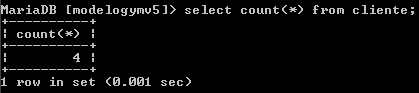 MariaDB [modelogymv5]> select count(*) from cliente;
+----------+
| count(*) |
+----------+
|        4 |
+----------+
1 row in set (0.001 sec)